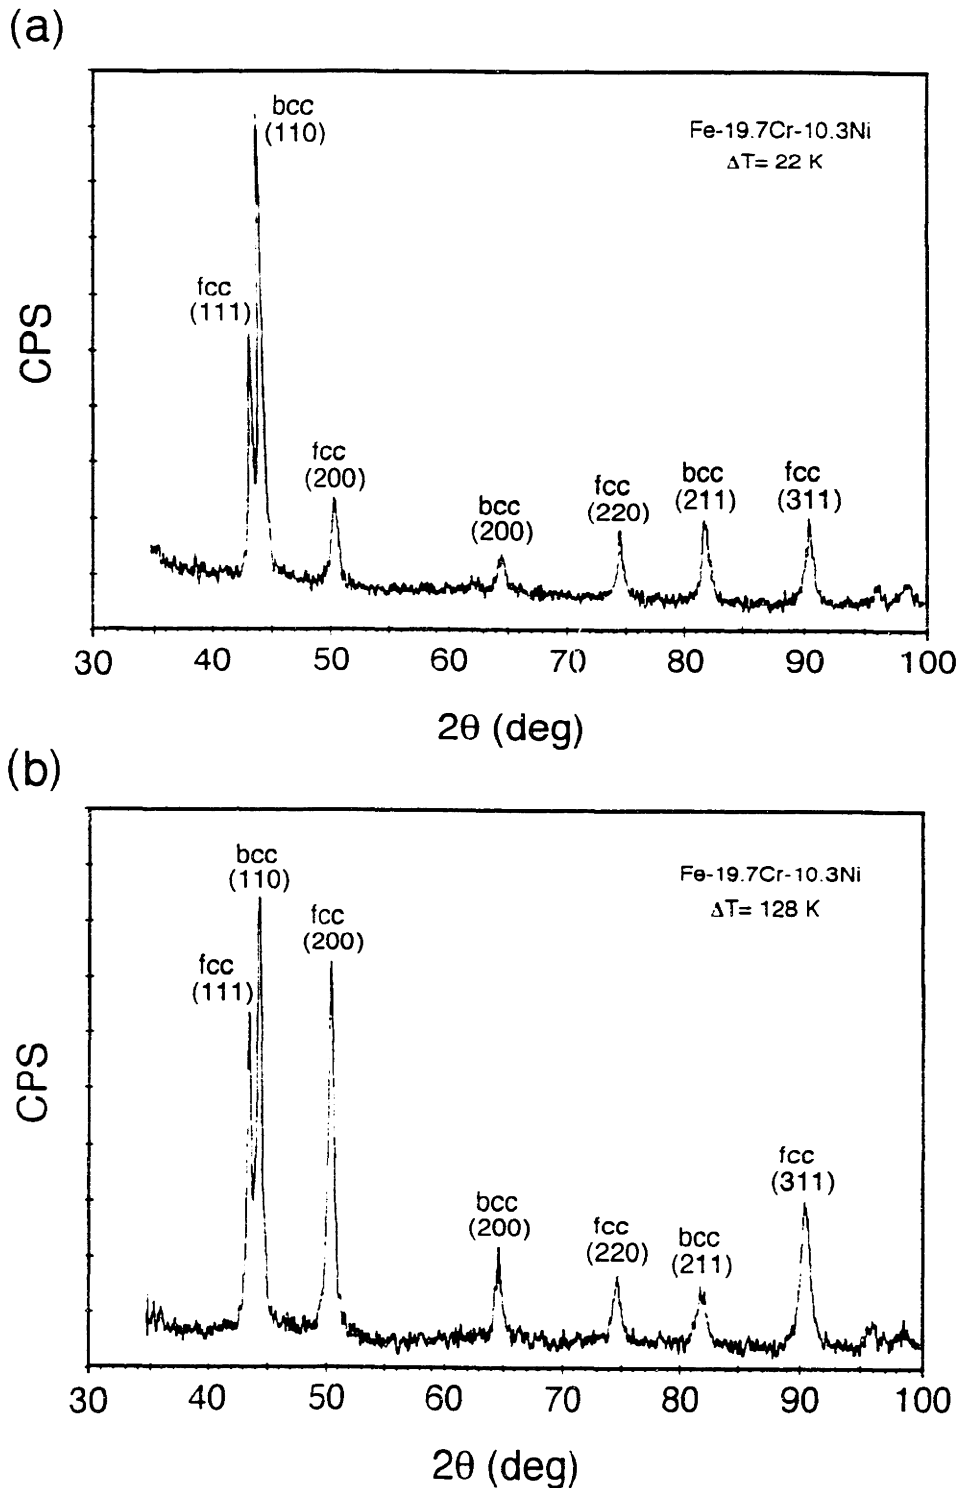 (a)
bcc
(110)
Fe-19.7Cr-10.3Ni
ΔT= 22 K
fcc
(111)
CPS
fcc
(200)
bcc
(200)
fcc
(220)
bcc
(211)
fcc
(311)
30 40 50 60 70 80 90 100
2θ (deg)
(b)
bcc
(110)
Fe-19.7Cr-10.3Ni
ΔT= 128 K
fcc
(200)
fcc
(111)
CPS
fcc
(311)
bcc
(200)
fcc
(220)
bcc
(211)
30 40 50 60 70 80 90 100
2θ (deg)